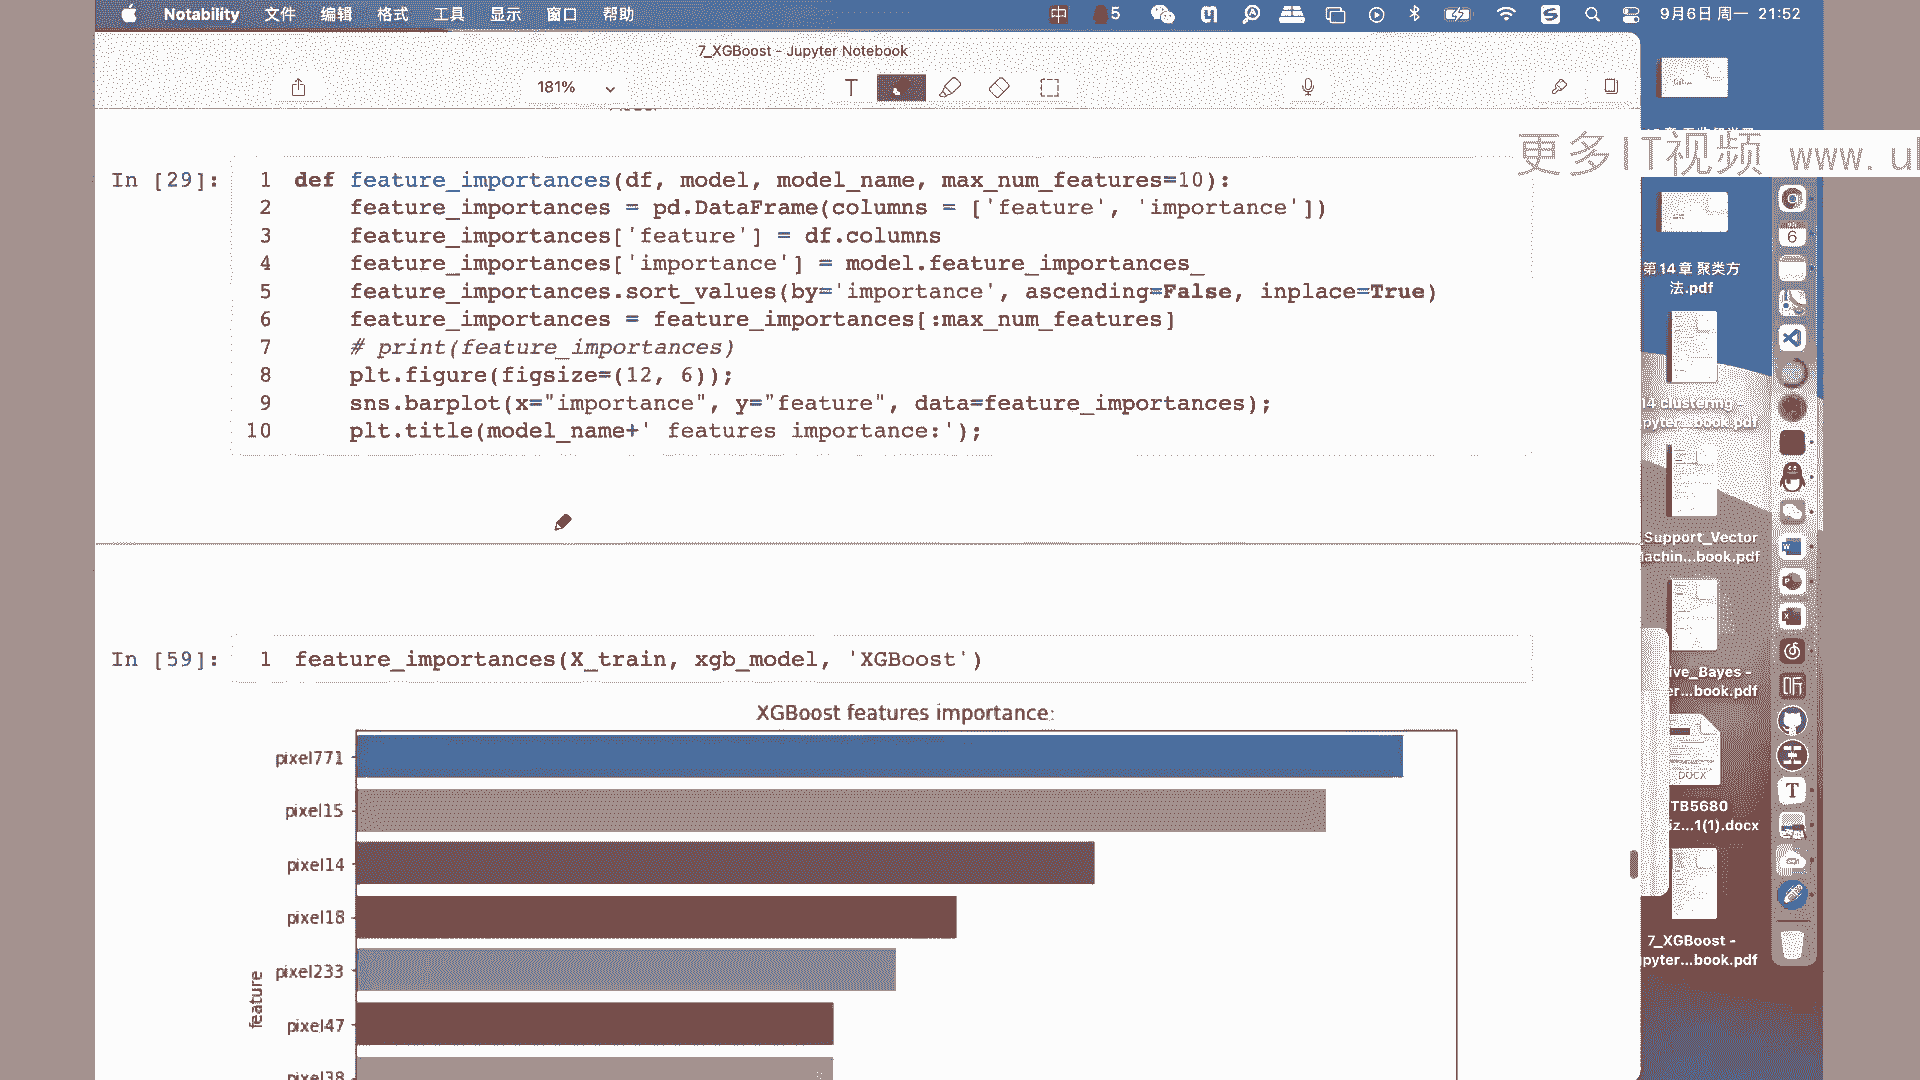 Notability 文件 编辑 格式 工具 显示 窗口 帮助 中 5 9月6日 周一 21:52
7_XGBoost - Jupyter Notebook
181% T
更多IT视频 www.
In [29]:
1 def feature_importances(df, model, model_name, max_num_features=10):
2 feature_importances = pd.DataFrame(columns = ['feature', 'importance'])
3 feature_importances['feature'] = df.columns
4 feature_importances['importance'] = model.feature_importances_
5 feature_importances.sort_values(by='importance', ascending=False, inplace=True)
6 feature_importances = feature_importances[:max_num_features]
7 # print(feature_importances)
8 plt.figure(figsize=(12, 6));
9 sns.barplot(x="importance", y="feature", data=feature_importances);
10 plt.title(model_name+' features importance:');
In [59]:
1 feature_importances(X_train, xgb_model, 'XGBoost')
XGBoost features importance:
pixel771
pixel15
pixel14
pixel18
pixel233
pixel47
pixel38
feature
6
第14章 聚类方
法.pdf
14 clustering -
pyter...book.pdf
Support_Vector
achin...book.pdf
ive_Bayes -
er...book.pdf
DOCX
TB5680
iz...1(1).docx
7_XGBoost -
pyter...book.pdf
听
T